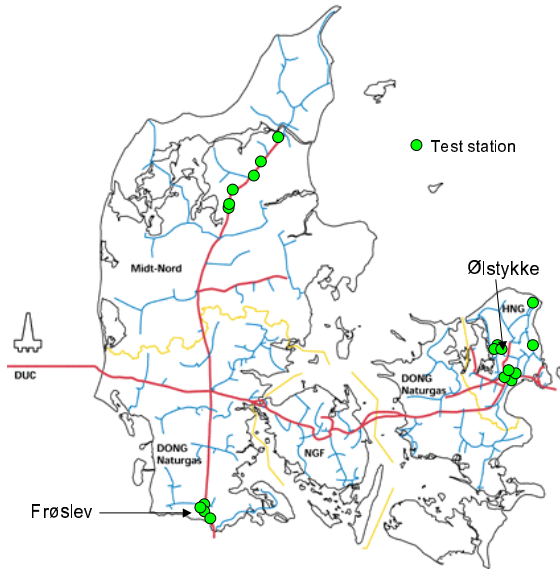 Test station
Ølstykke
Midt-Nord
HNG
DUC
DONG
Naturgas
DONG
Naturgas
NGF
Frøslev